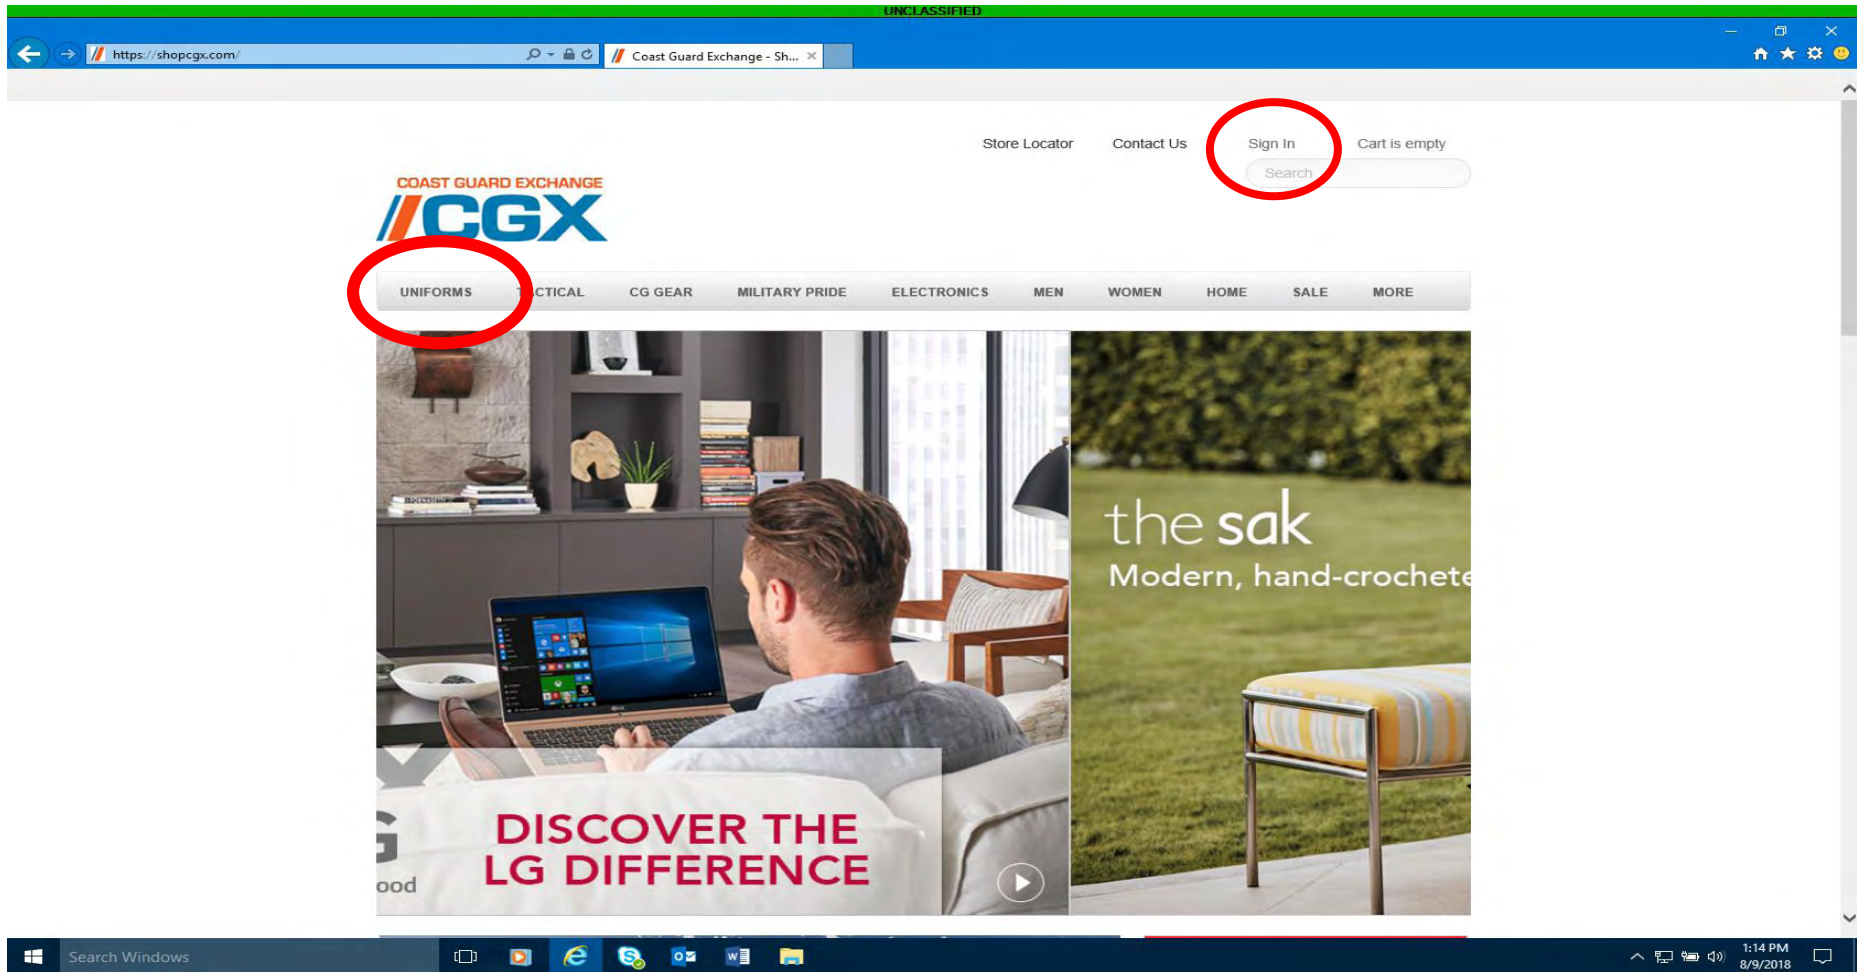 UNCLASSIFIED
https://shopcgx.com/
Coast Guard Exchange - Sh...
Store Locator Contact Us Sign In Cart is empty
Search
COAST GUARD EXCHANGE
//CGX
UNIFORMS TACTICAL CG GEAR MILITARY PRIDE ELECTRONICS MEN WOMEN HOME SALE MORE
the sak
Modern, hand-crochete
DISCOVER THE
LG DIFFERENCE
G
ood
Search Windows
1:14 PM
8/9/2018